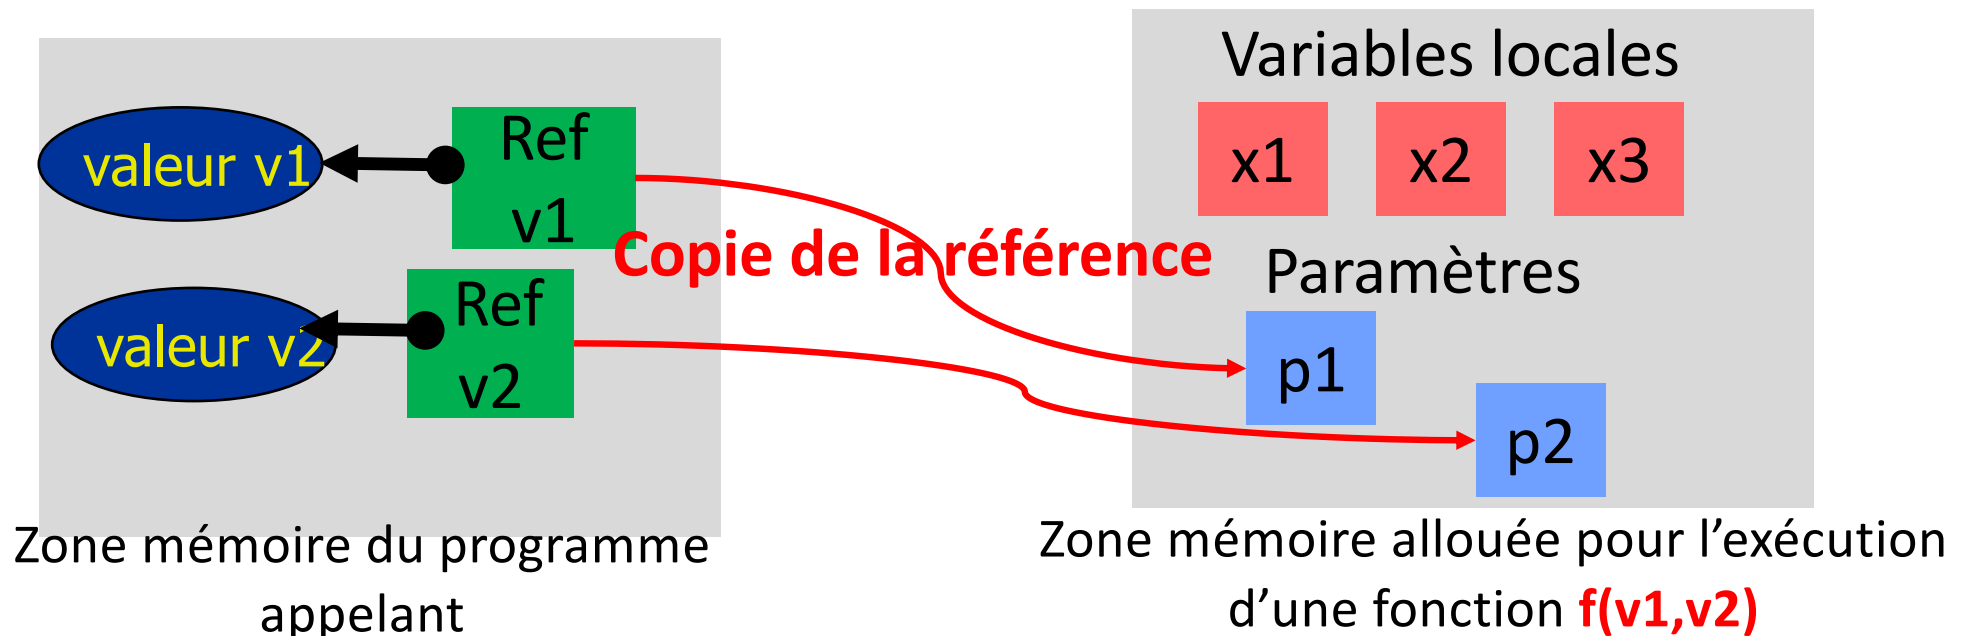 valeur v1
Ref
v1
valeur v2
Ref
v2
Zone mémoire du programme
appelant
Copie de la référence
Variables locales
x1 x2 x3
Paramètres
p1
p2
Zone mémoire allouée pour l’exécution
d’une fonction f(v1,v2)